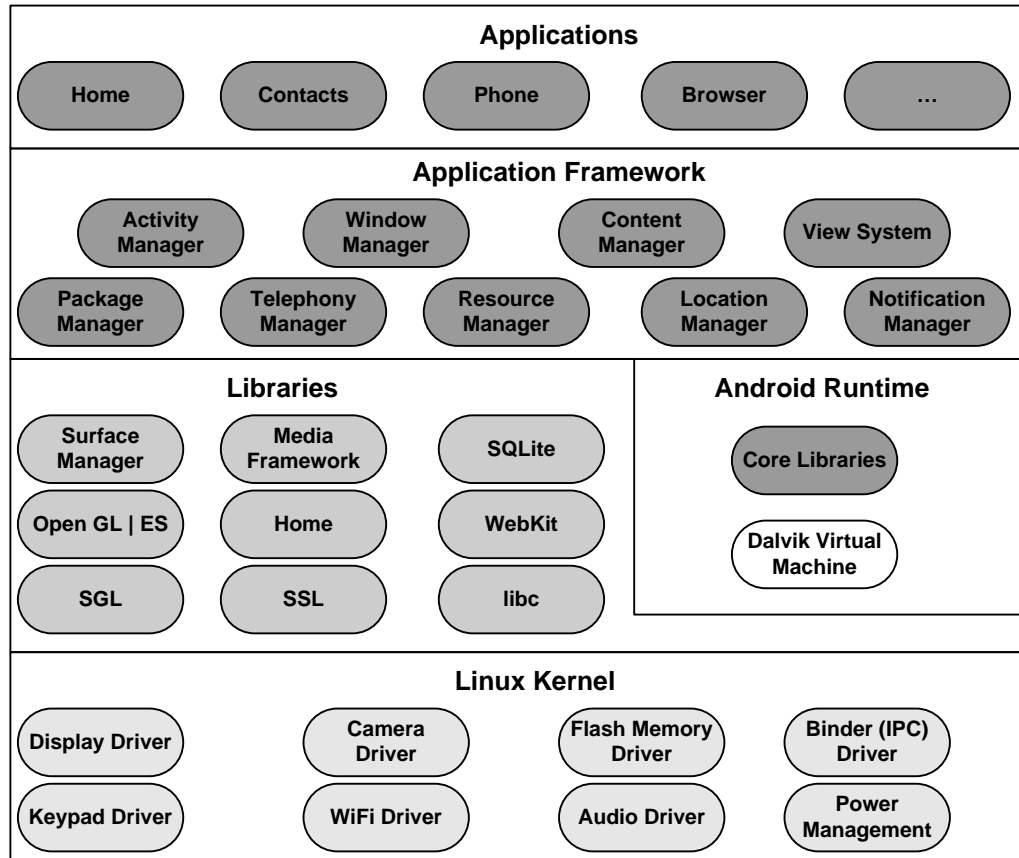 Applications
Home
Contacts
Phone
Browser
…
Application Framework
Activity
Manager
Window
Manager
Content
Manager
View System
Package
Manager
Telephony
Manager
Resource
Manager
Location
Manager
Notification
Manager
Libraries
Surface
Manager
Media
Framework
SQLite
Open GL | ES
Home
WebKit
SGL
SSL
libc
Android Runtime
Core Libraries
Dalvik Virtual
Machine
Linux Kernel
Display Driver
Camera
Driver
Flash Memory
Driver
Binder (IPC)
Driver
Keypad Driver
WiFi Driver
Audio Driver
Power
Management